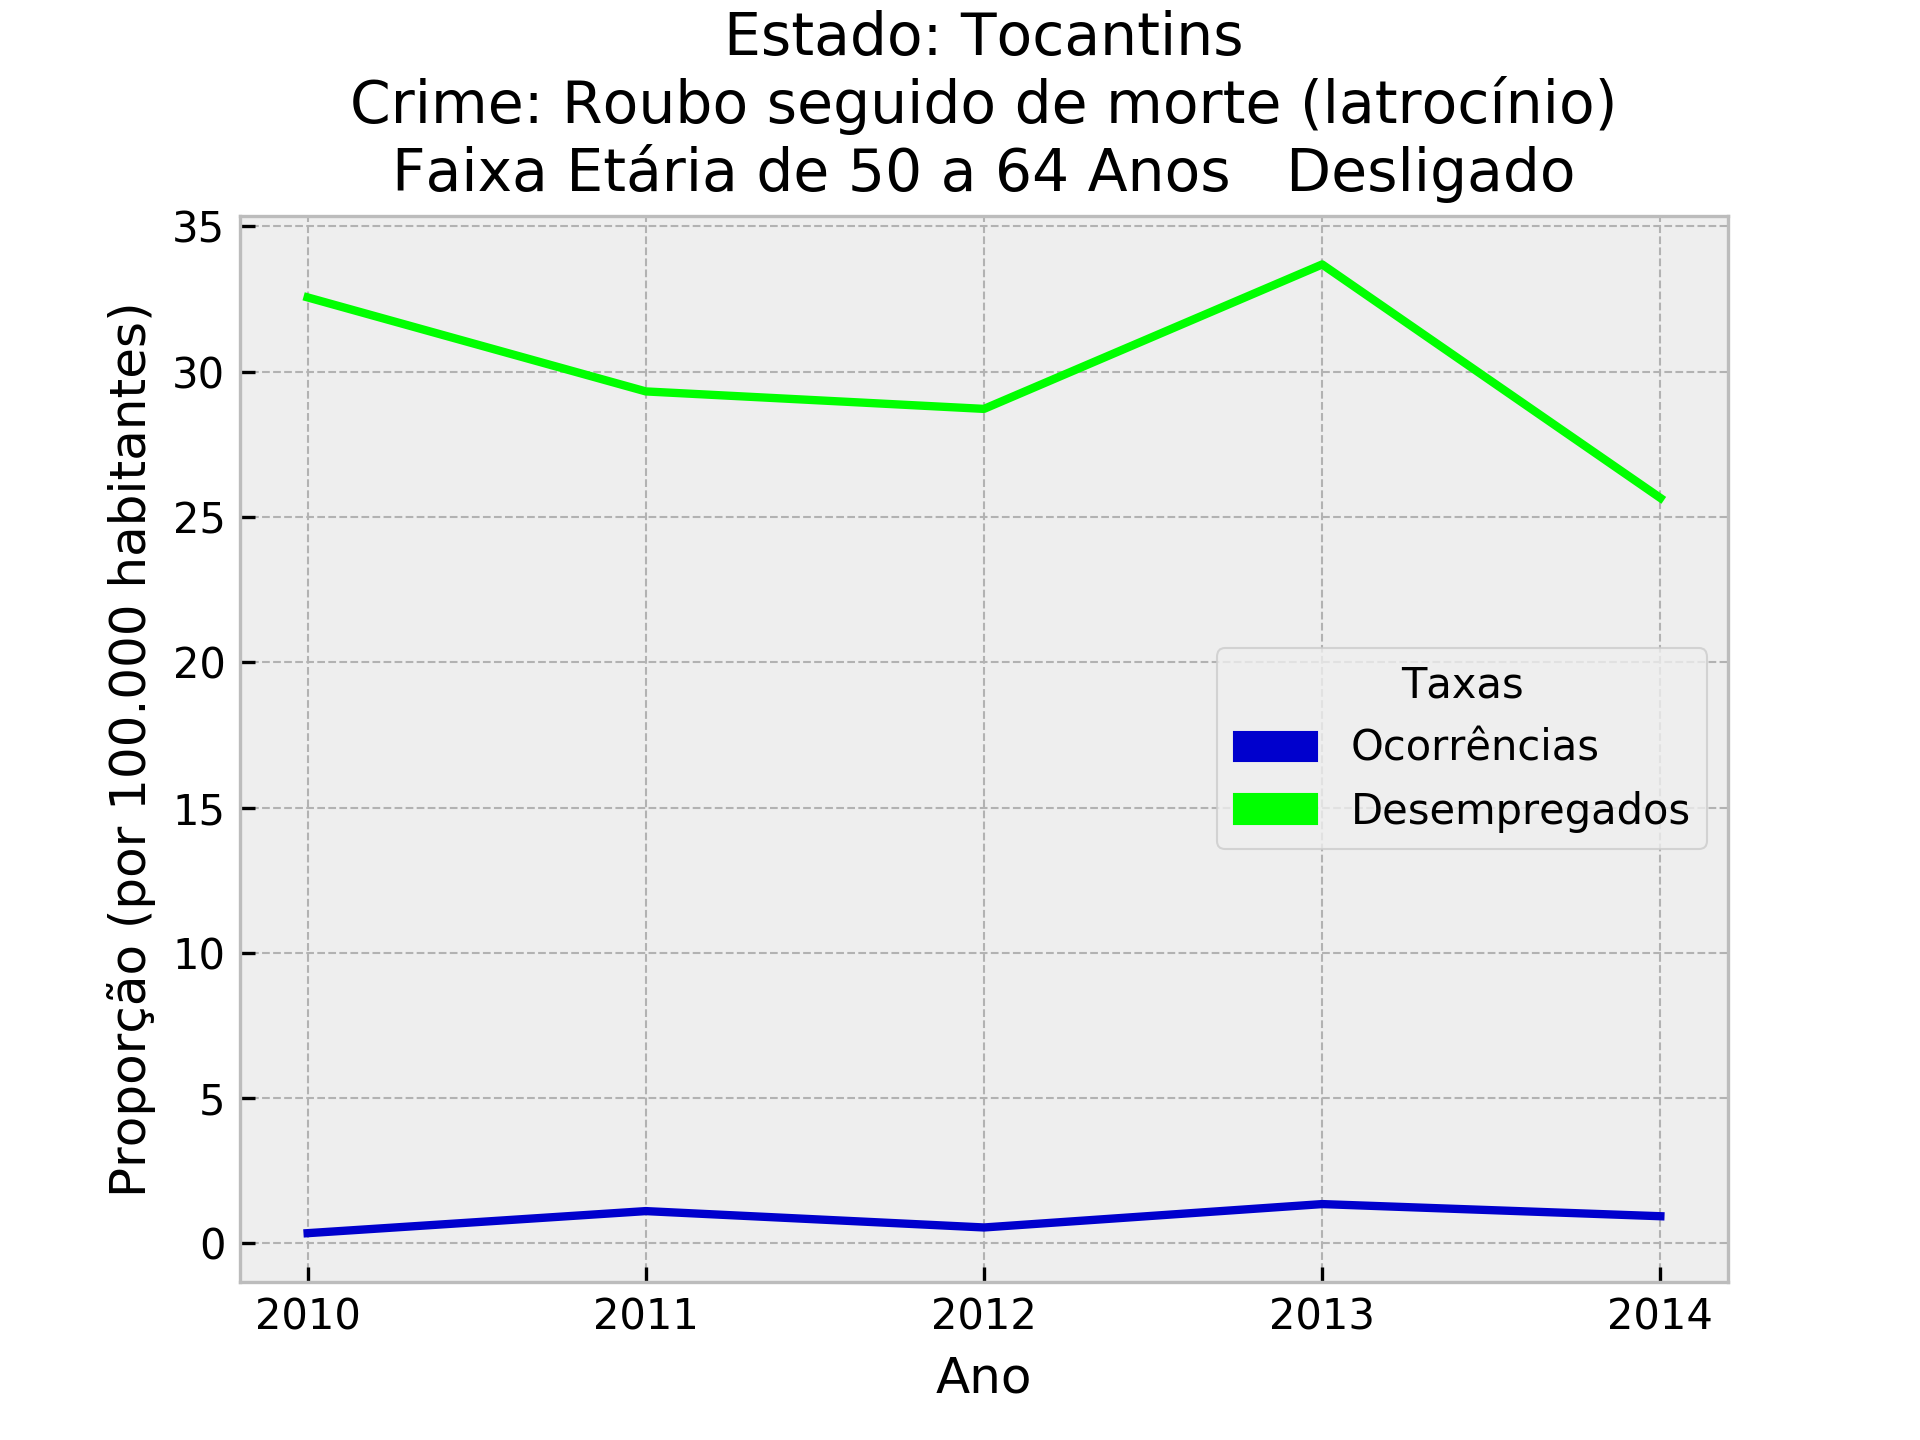 Estado: Tocantins
Crime: Roubo seguido de morte (latrocínio)
Faixa Etária de 50 a 64 Anos   Desligado
Proporção (por 100.000 habitantes)
35
30
25
20
15
10
5
0
Taxas
Ocorrências
Desempregados
2010 2011 2012 2013 2014
Ano